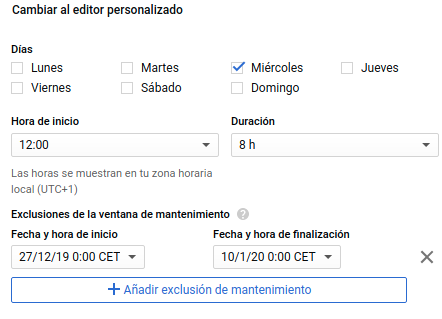 Cambiar al editor personalizado
Días
Lunes Martes Miércoles Jueves
Viernes Sábado Domingo
Hora de inicio Duración
12:00 8 h
Las horas se muestran en tu zona horaria
local (UTC+1)
Exclusiones de la ventana de mantenimiento ?
Fecha y hora de inicio Fecha y hora de finalización
27/12/19 0:00 CET 10/1/20 0:00 CET
Añadir exclusión de mantenimiento